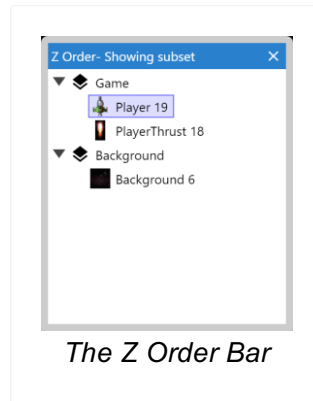 Z Order- Showing subset
Game
Player 19
PlayerThrust 18
Background
Background 6
The Z Order Bar